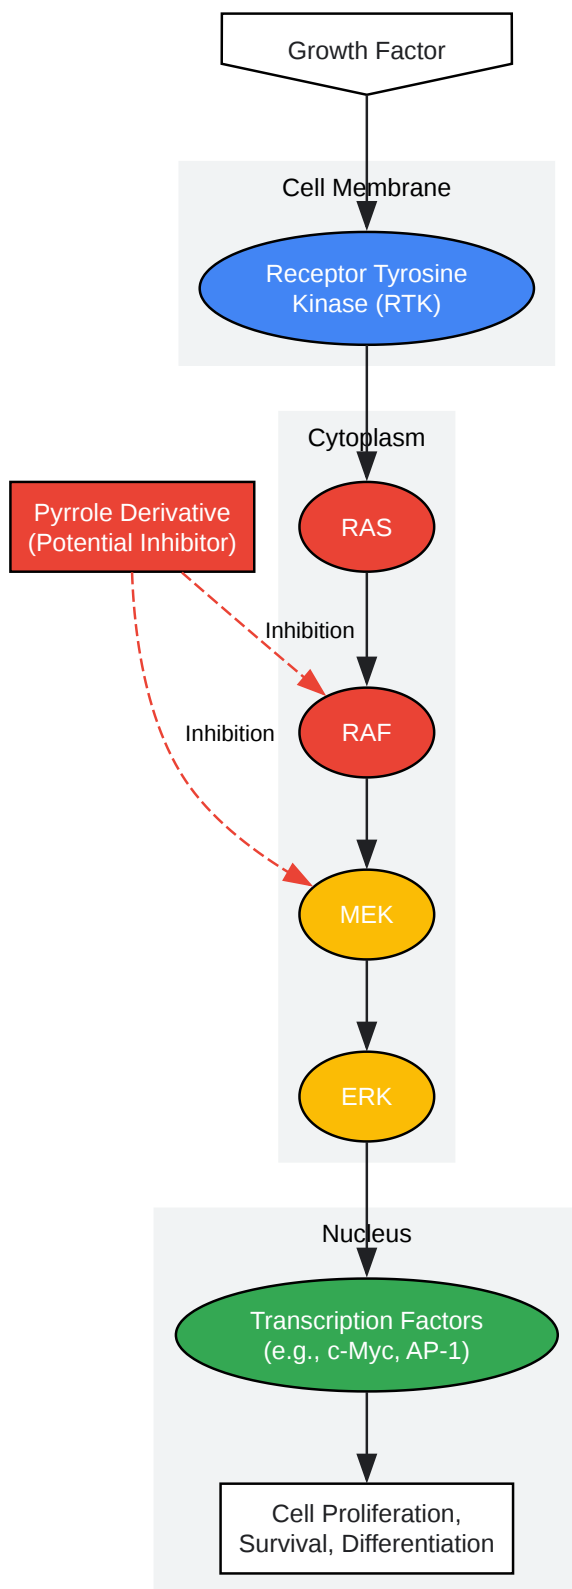 Growth Factor
Cell Membrane
Receptor Tyrosine
Kinase (RTK)
Cytoplasm
Pyrrole Derivative
(Potential Inhibitor)
RAS
Inhibition
RAF
Inhibition
MEK
ERK
Nucleus
Transcription Factors
(e.g., c-Myc, AP-1)
Cell Proliferation,
Survival, Differentiation